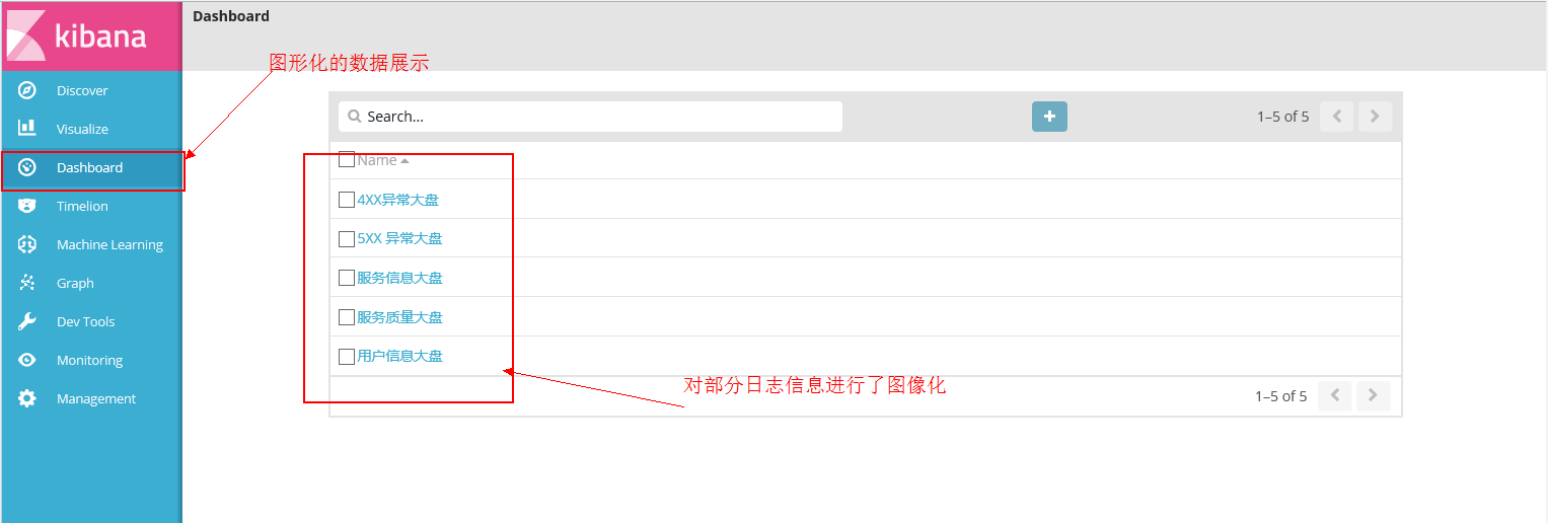 kibana
Discover
Visualize
Dashboard
Timelion
Machine Learning
Graph
Dev Tools
Monitoring
Management
Dashboard
图形化的数据展示
Search...
+
1–5 of 5
Name
4XX异常大盘
5XX 异常大盘
服务信息大盘
服务质量大盘
用户信息大盘
对部分日志信息进行了图像化
1–5 of 5